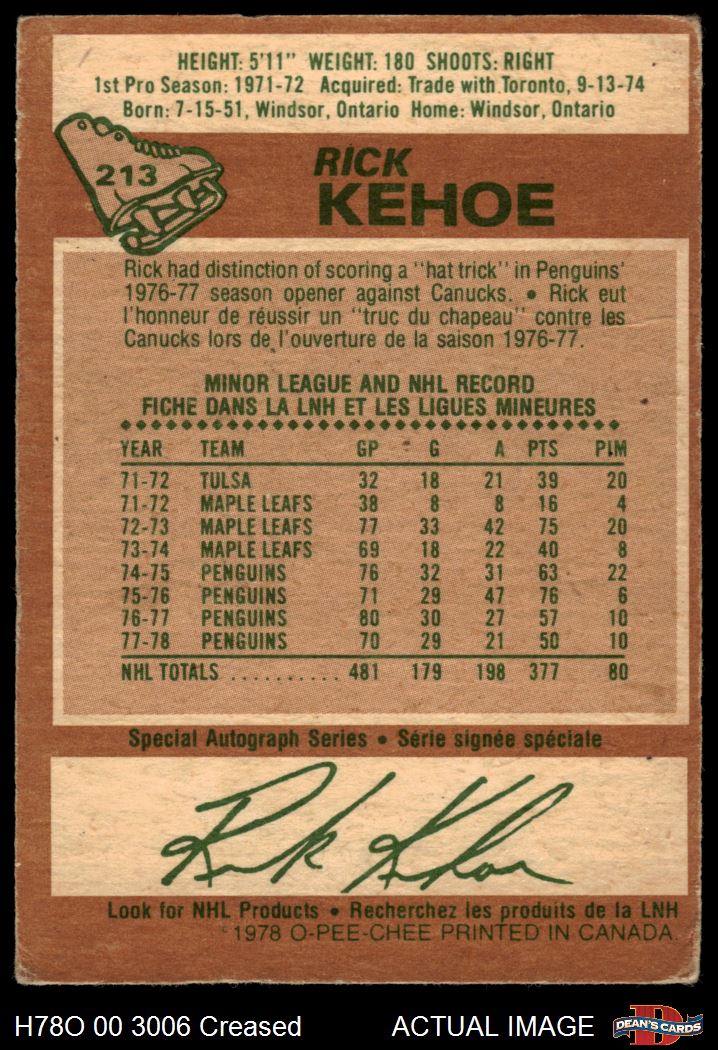 HEIGHT: 5'11" WEIGHT: 180 SHOOTS: RIGHT
1st Pro Season: 1971-72 Acquired: Trade with Toronto, 9-13-74
Born: 7-15-51, Windsor, Ontario Home: Windsor, Ontario
213
RICK
KEHOE
Rick had distinction of scoring a "hat trick" in Penguins'
1976-77 season opener against Canucks. • Rick eut
l'honneur de réussir un "truc du chapeau" contre les
Canucks lors de l'ouverture de la saison 1976-77.
MINOR LEAGUE AND NHL RECORD
FICHE DANS LA LNH ET LES LIGUES MINEURES
YEAR TEAM GP G A PTS PIM
71-72 TULSA 32 18 21 39 20
71-72 MAPLE LEAFS 38 8 8 16 4
72-73 MAPLE LEAFS 77 33 42 75 20
73-74 MAPLE LEAFS 69 18 22 40 8
74-75 PENGUINS 76 32 31 63 22
75-76 PENGUINS 71 29 47 76 6
76-77 PENGUINS 80 30 27 57 10
77-78 PENGUINS 70 29 21 50 10
NHL TOTALS .......... 481 179 198 377 80
Special Autograph Series • Série signée spéciale
Rick Kehoe
Look for NHL Products • Recherchez les produits de la LNH
©1978 O-PEE-CHEE PRINTED IN CANADA.
H78O 00 3006 Creased ACTUAL IMAGE
DEAN'S CARDS